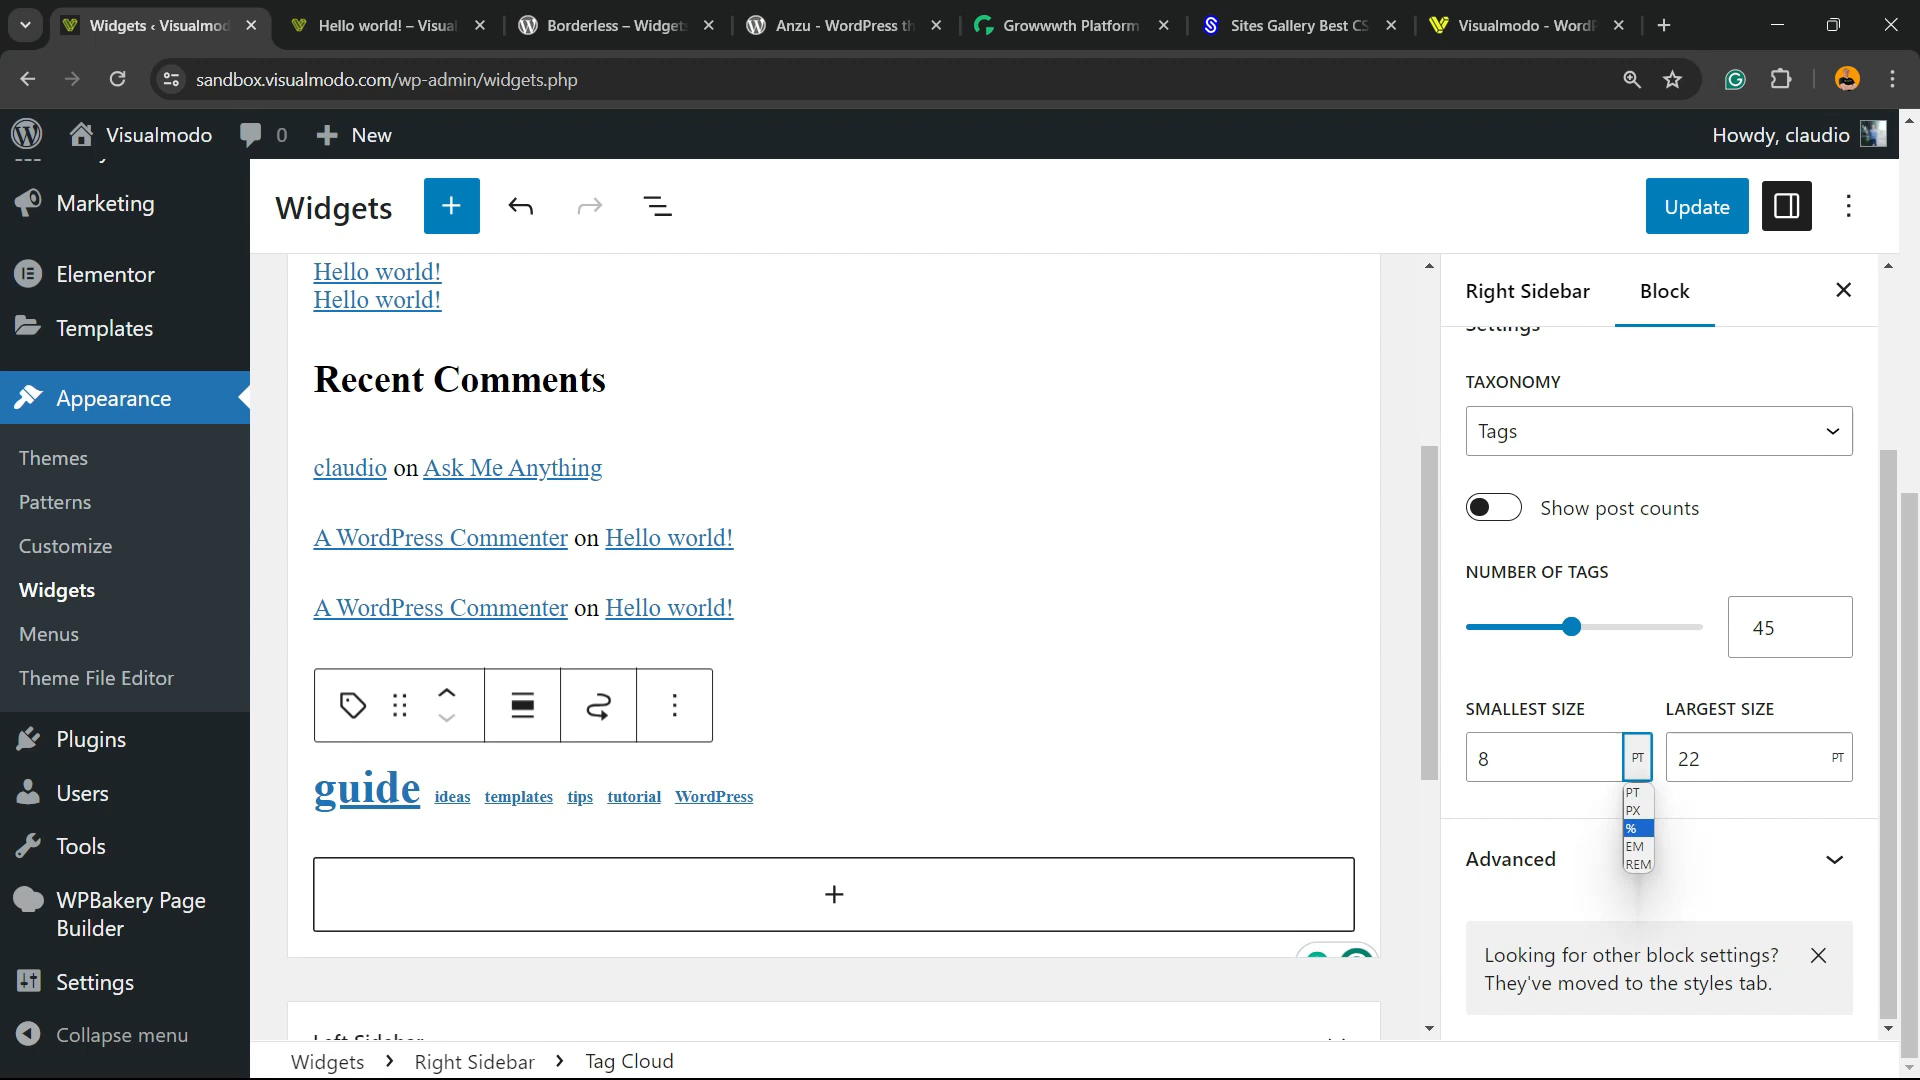 Widgets ‹ Visualmod
Hello world! – Visual
Borderless – Widget
Anzu - WordPress th
Growwwth Platform
Sites Gallery Best CS
Visualmodo - WordP
sandbox.visualmodo.com/wp-admin/widgets.php
Visualmodo
0
New
Howdy, claudio
Marketing
Elementor
Templates
Appearance
Themes
Patterns
Customize
Widgets
Menus
Theme File Editor
Plugins
Users
Tools
WPBakery Page
Builder
Settings
Collapse menu
Widgets
Update
Hello world!
Hello world!
Recent Comments
claudio on Ask Me Anything
A WordPress Commenter on Hello world!
A WordPress Commenter on Hello world!
guide ideas templates tips tutorial WordPress
Left Sidebar
Widgets › Right Sidebar › Tag Cloud
Right Sidebar
Block
Settings
TAXONOMY
Tags
Show post counts
NUMBER OF TAGS
45
SMALLEST SIZE
LARGEST SIZE
8
PT
22
PT
PT
PX
%
EM
REM
Advanced
Looking for other block settings?
They've moved to the styles tab.